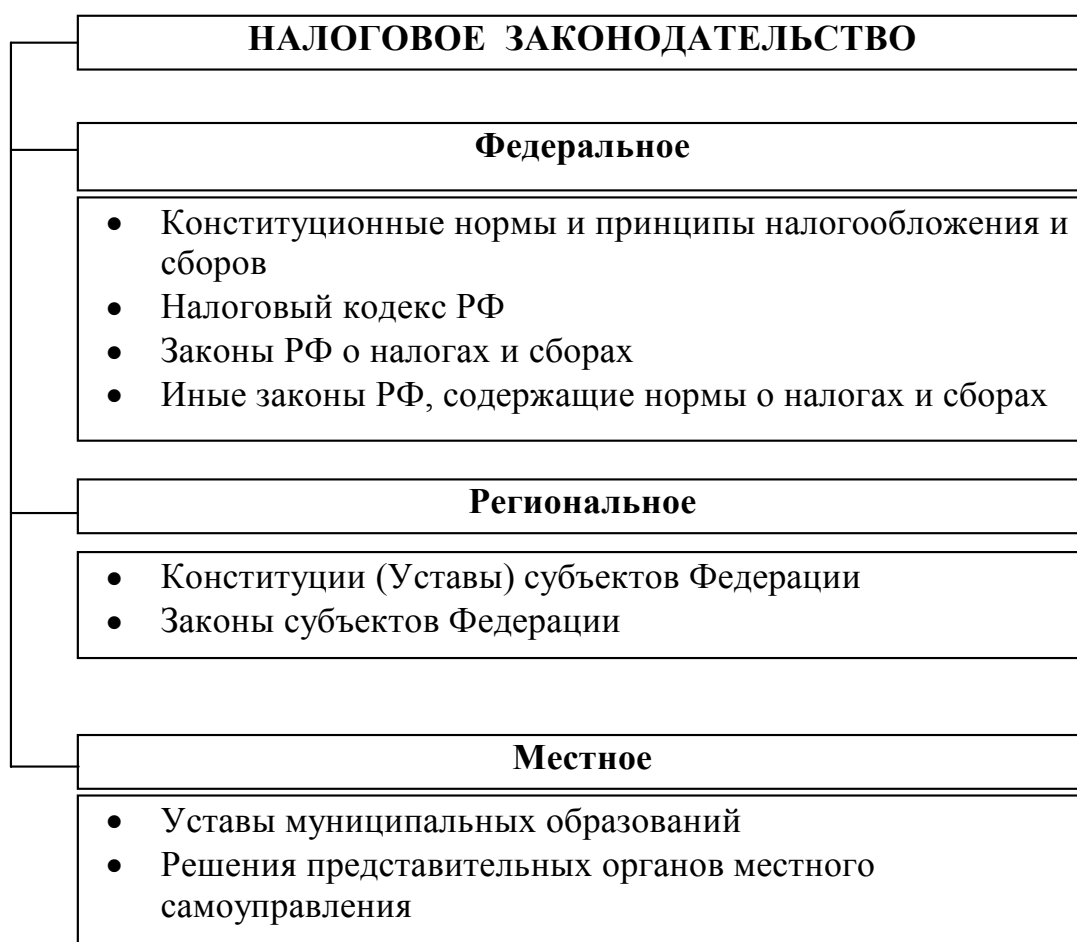 НАЛОГОВОЕ ЗАКОНОДАТЕЛЬСТВО
Федеральное
• Конституционные нормы и принципы налогообложения и
сборов
• Налоговый кодекс РФ
• Законы РФ о налогах и сборах
• Иные законы РФ, содержащие нормы о налогах и сборах
Региональное
• Конституции (Уставы) субъектов Федерации
• Законы субъектов Федерации
Местное
• Уставы муниципальных образований
• Решения представительных органов местного
самоуправления